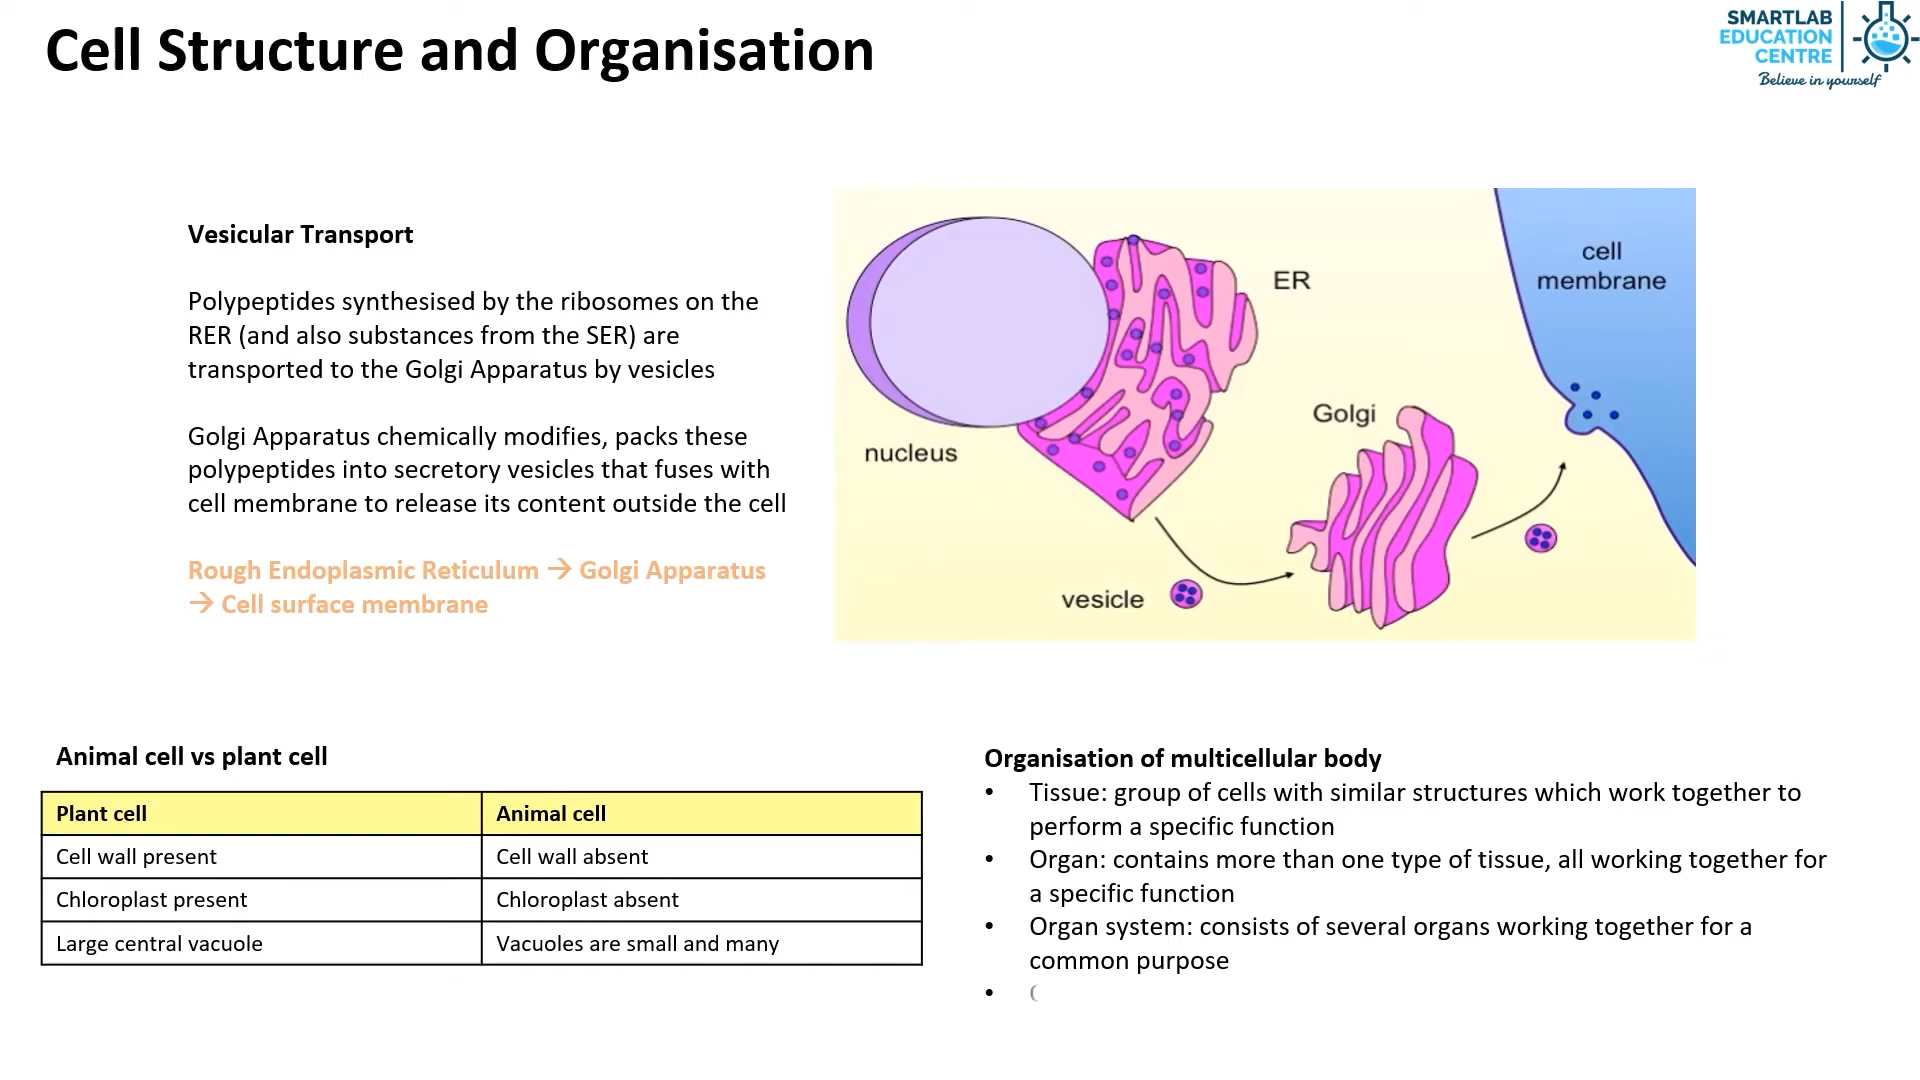 Cell Structure and Organisation
SMARTLAB
EDUCATION
CENTRE
Believe in yourself
Vesicular Transport
Polypeptides synthesised by the ribosomes on the
RER (and also substances from the SER) are
transported to the Golgi Apparatus by vesicles
Golgi Apparatus chemically modifies, packs these
polypeptides into secretory vesicles that fuses with
cell membrane to release its content outside the cell
Rough Endoplasmic Reticulum → Golgi Apparatus
→ Cell surface membrane
nucleus
ER
Golgi
vesicle
cell
membrane
Animal cell vs plant cell
Plant cell Animal cell
Cell wall present Cell wall absent
Chloroplast present Chloroplast absent
Large central vacuole Vacuoles are small and many
Organisation of multicellular body
• Tissue: group of cells with similar structures which work together to
perform a specific function
• Organ: contains more than one type of tissue, all working together for
a specific function
• Organ system: consists of several organs working together for a
common purpose
•